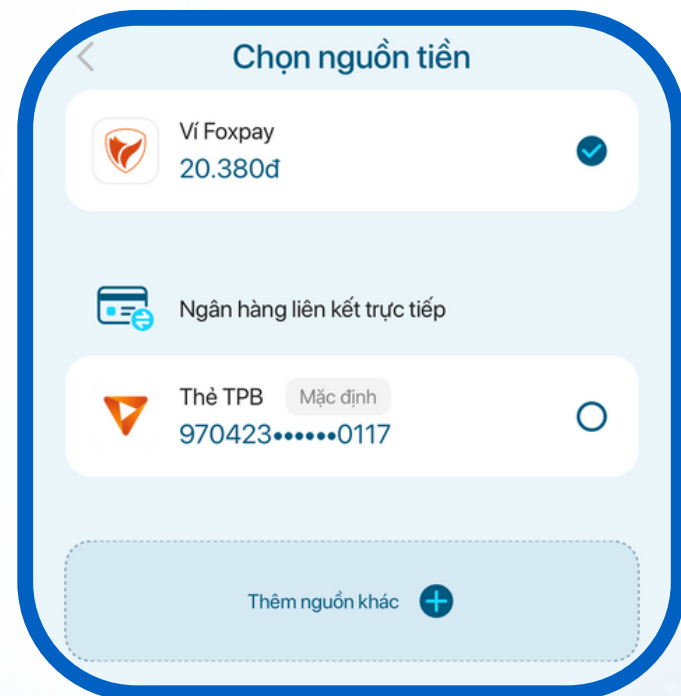 Chọn nguồn tiền
Ví Foxpay
20.380đ
Ngân hàng liên kết trực tiếp
Thẻ TPB Mặc định
970423••••••0117
Thêm nguồn khác